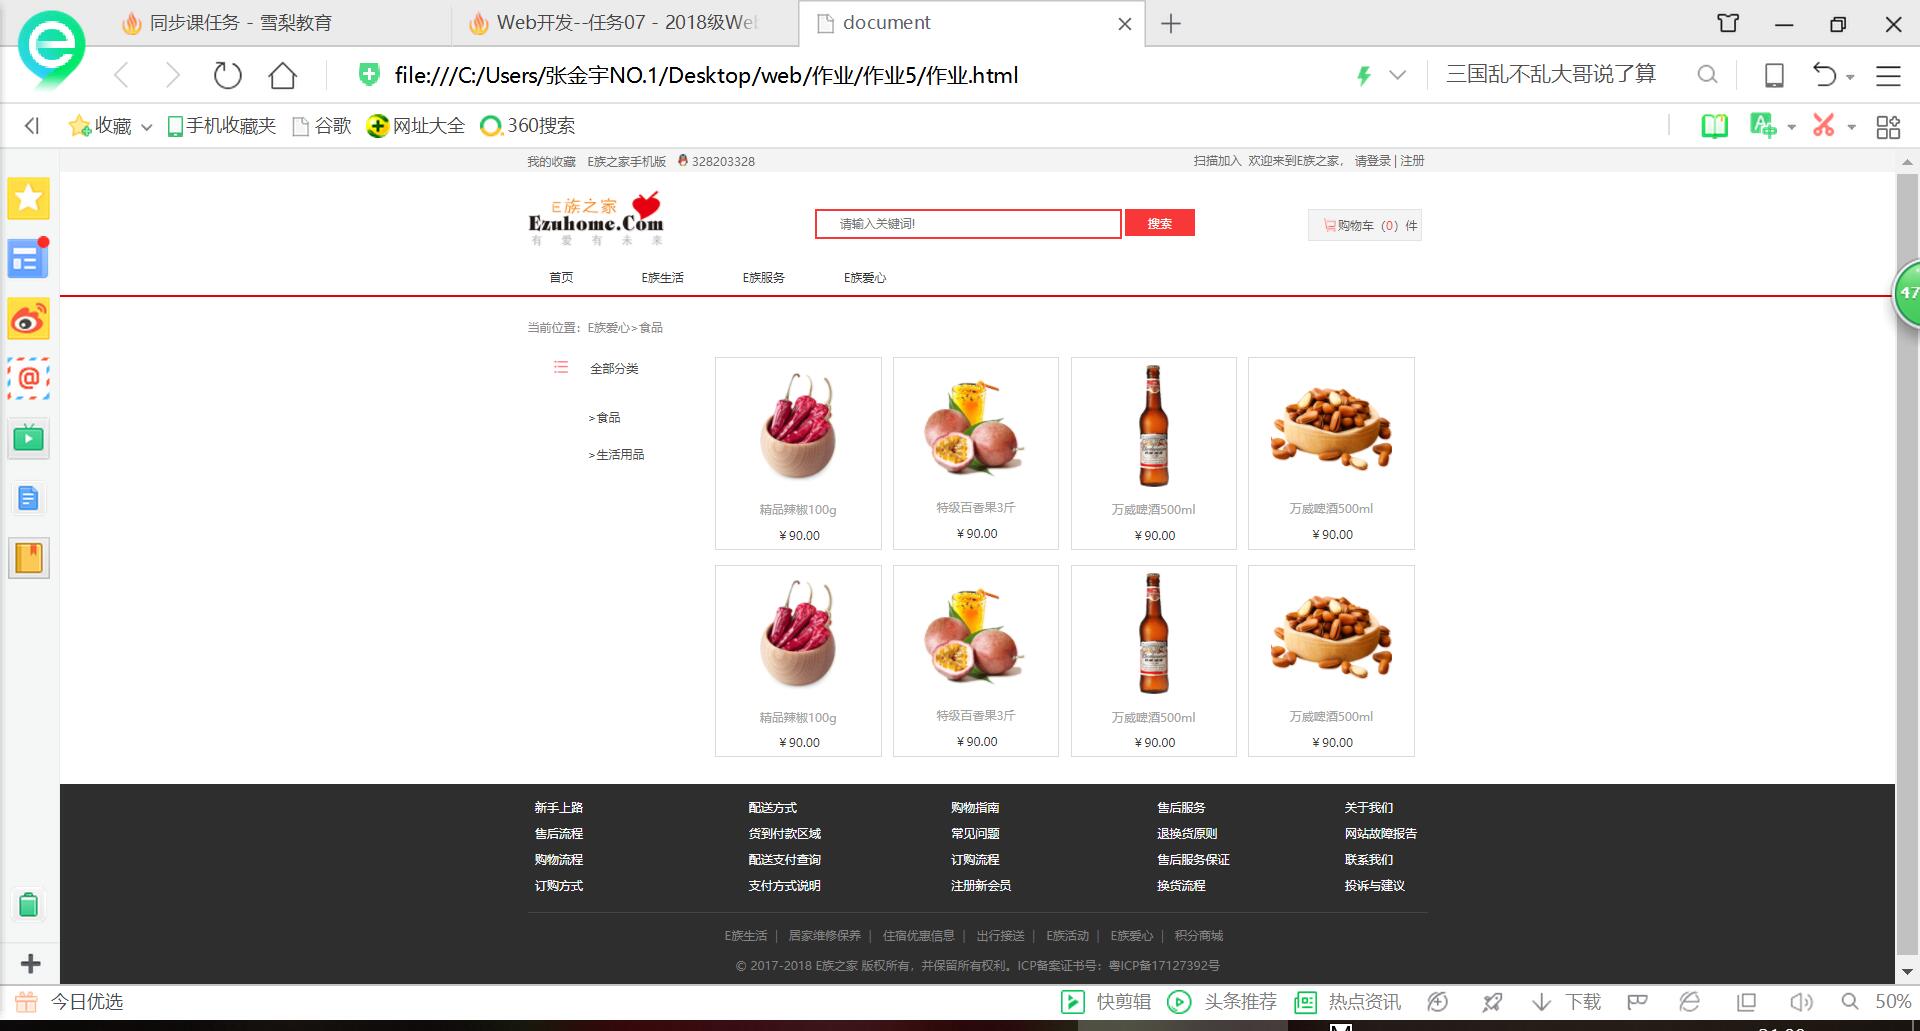 同步课任务 - 雪梨教育
Web开发--任务07 - 2018级We
document
file:///C:/Users/张金宇NO.1/Desktop/web/作业/作业5/作业.html
三国乱不乱大哥说了算
收藏 手机收藏夹 谷歌 网址大全 360搜索
我的收藏 E族之家手机版 328203328
扫描加入 欢迎来到E族之家， 请登录 | 注册
E族之家
Ezuhome.Com
有爱有未来
请输入关键词!
搜索
购物车（0）件
47
首页 E族生活 E族服务 E族爱心
当前位置：E族爱心>食品
全部分类
>食品
>生活用品
精品辣椒100g 特级百香果3斤 万威啤酒500ml 万威啤酒500ml
￥90.00 ￥90.00 ￥90.00 ￥90.00
精品辣椒100g 特级百香果3斤 万威啤酒500ml 万威啤酒500ml
￥90.00 ￥90.00 ￥90.00 ￥90.00
新手上路 配送方式 购物指南 售后服务 关于我们
售后流程 货到付款区域 常见问题 退换货原则 网站故障报告
购物流程 配送支付查询 订购流程 售后服务保证 联系我们
订购方式 支付方式说明 注册新会员 换货流程 投诉与建议
E族生活 | 居家维修保养 | 住宿优惠信息 | 出行接送 | E族活动 | E族爱心 | 积分商城
© 2017-2018 E族之家 版权所有，并保留所有权利。ICP备案证书号：粤ICP备17127392号
今日优选
快剪辑 头条推荐 热点资讯 下载 50%